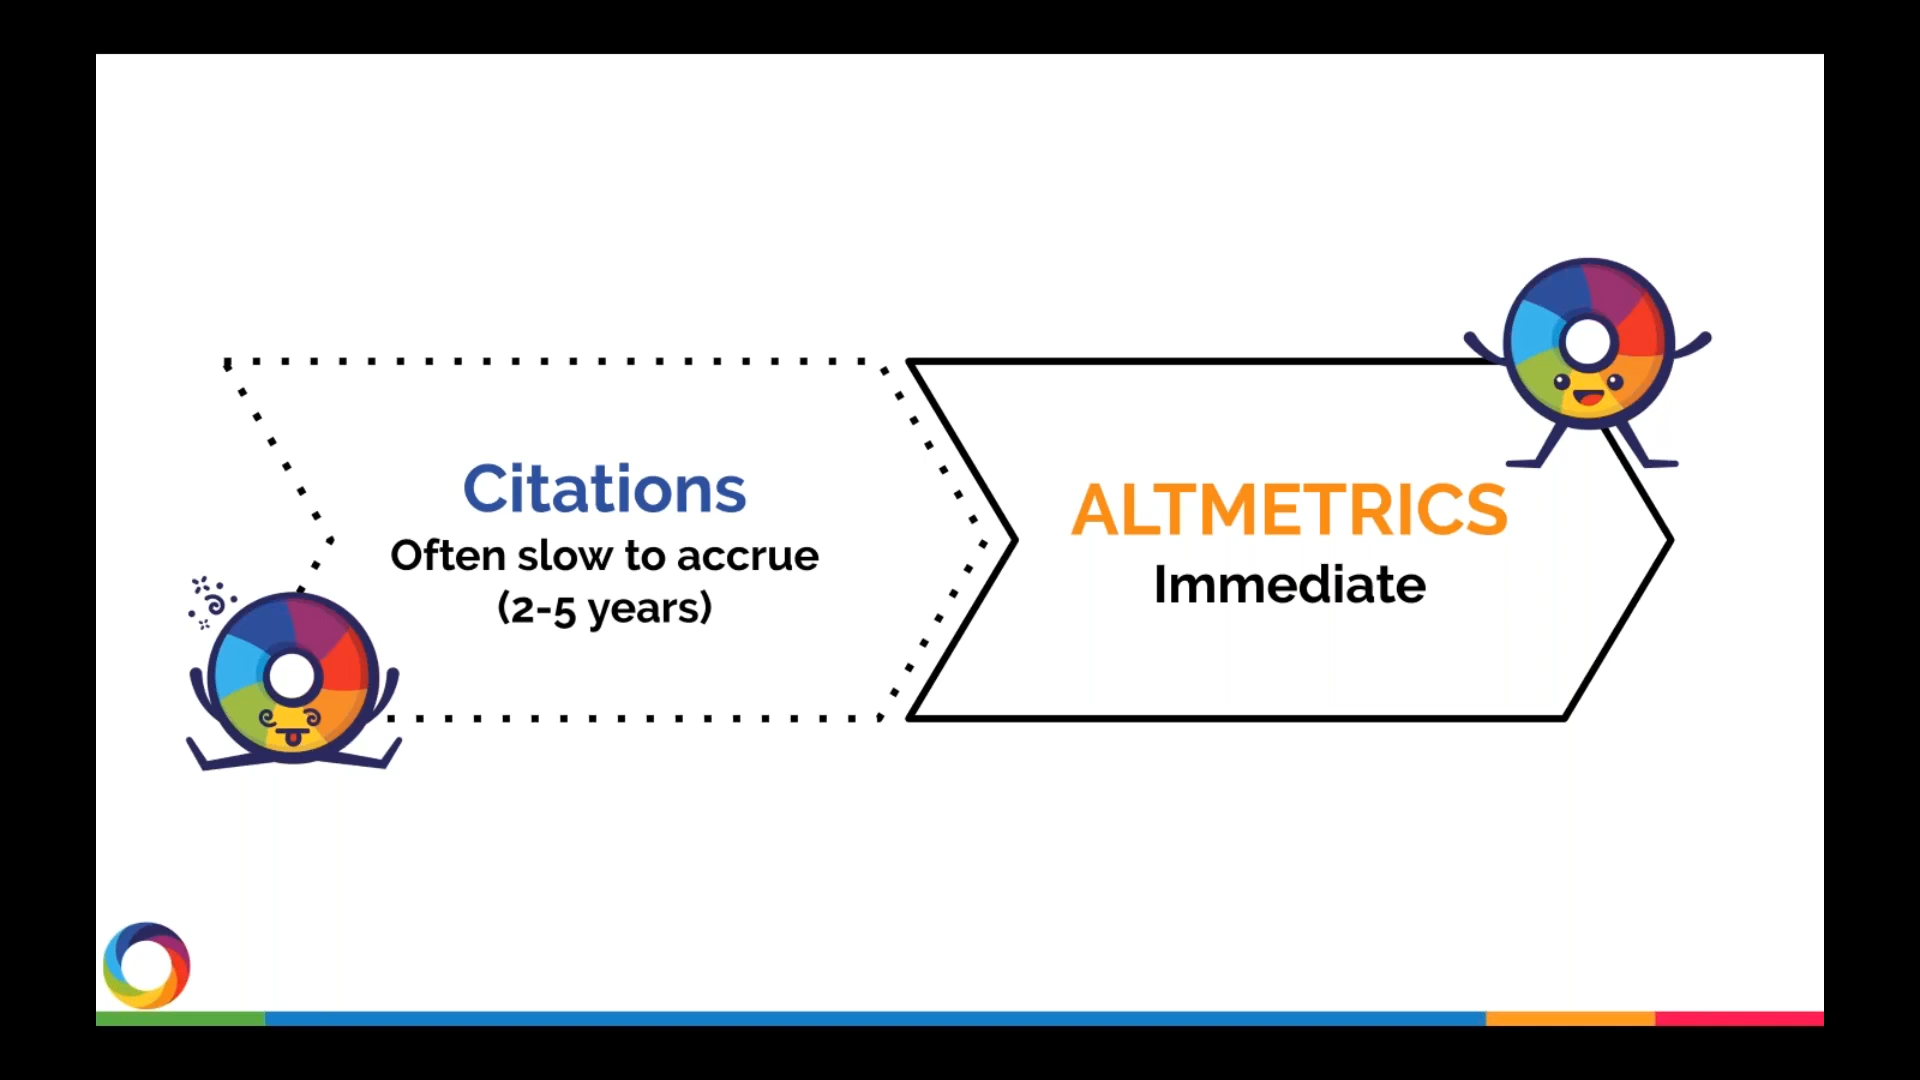 Citations
Often slow to accrue
(2-5 years)
ALTMETRICS
Immediate